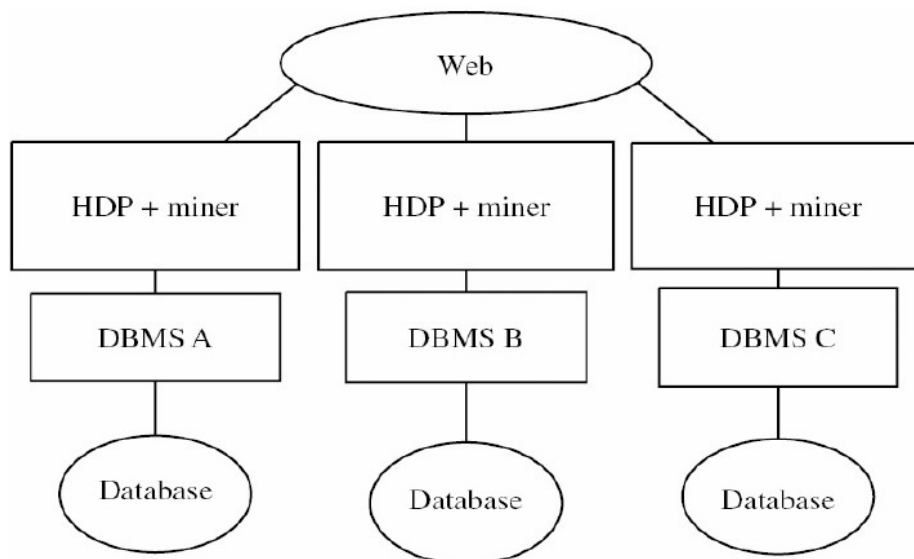 Web
HDP + miner
HDP + miner
HDP + miner
DBMS A
DBMS B
DBMS C
Database
Database
Database